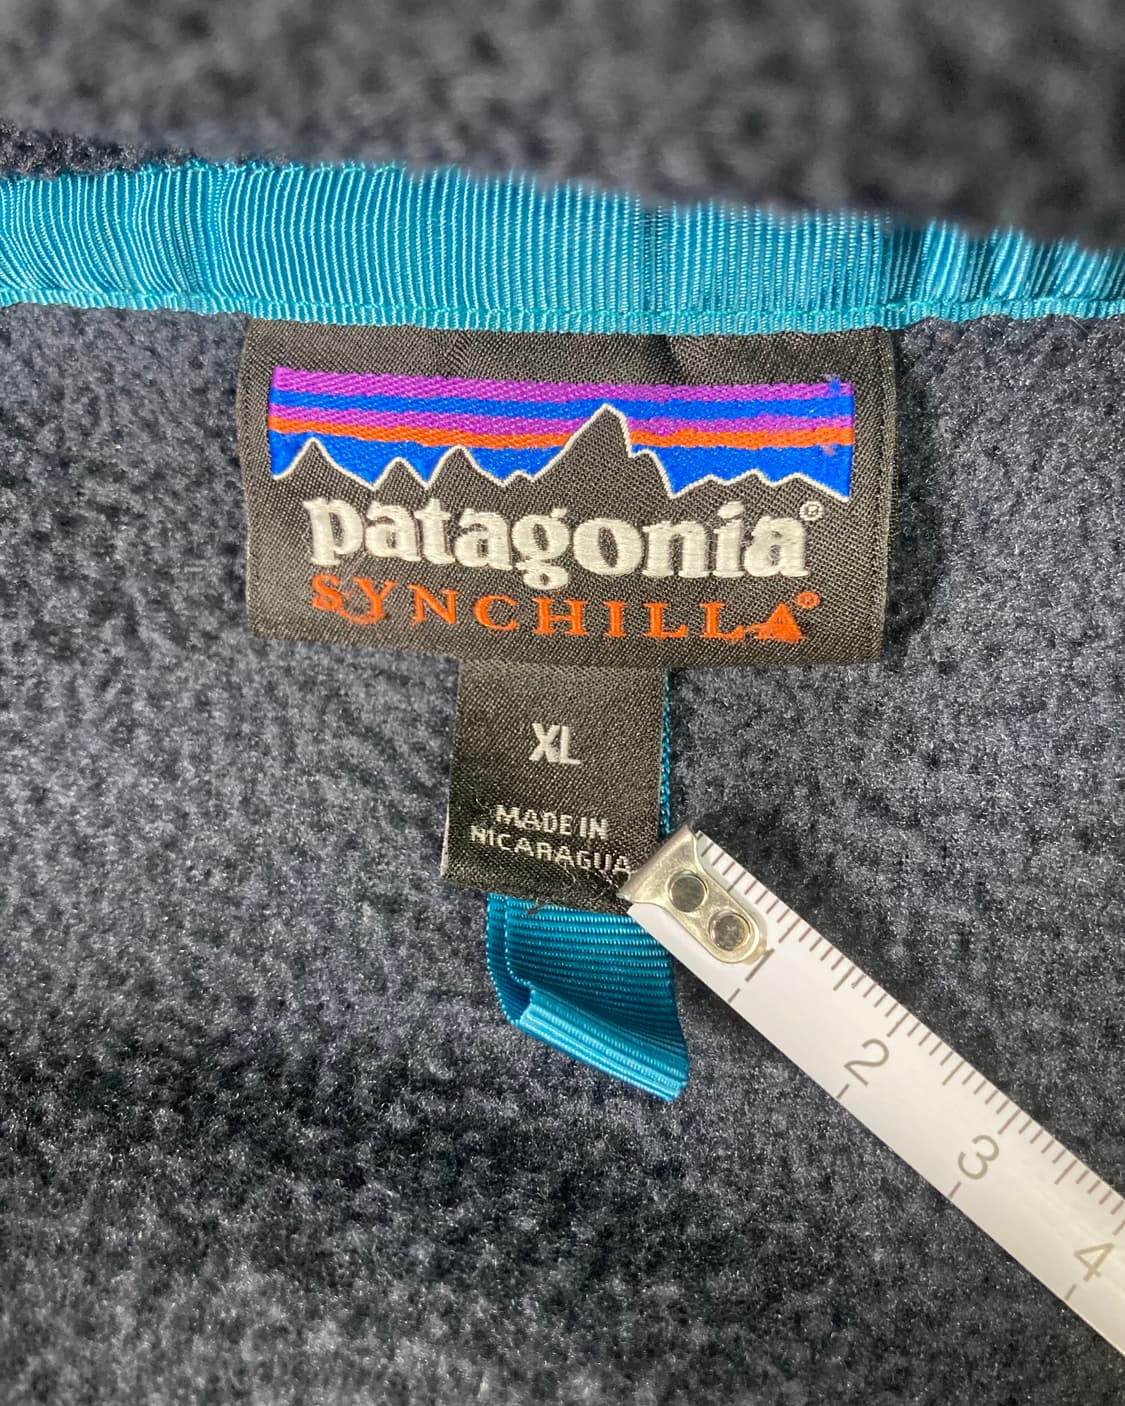 patagonia®
SYNCHILLA®
XL
MADE IN
NICARAGUA
1
2
3
4